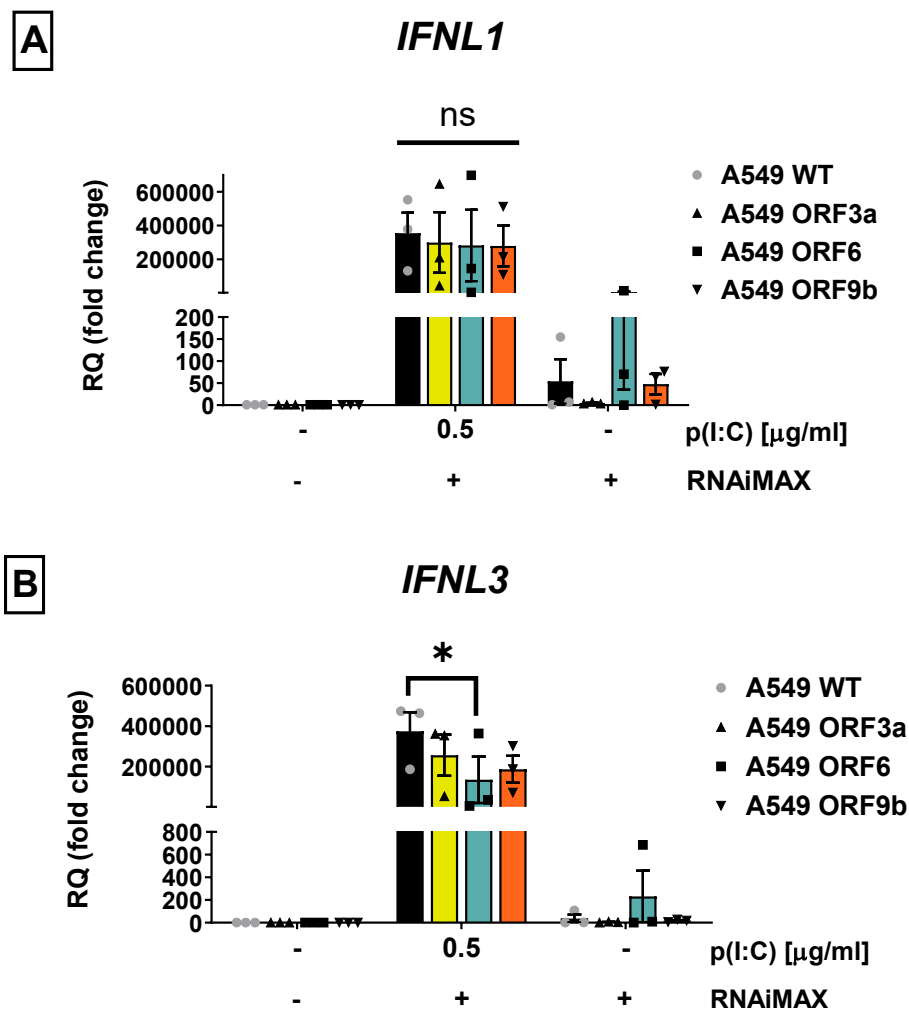 A
IFNL1
ns
RQ (fold change)
600000
400000
200000
200
150
100
50
0
A549 WT
A549 ORF3a
A549 ORF6
A549 ORF9b
- 0.5 - p(I:C) [μg/ml]
- + + RNAiMAX
B
IFNL3
*
RQ (fold change)
600000
400000
200000
800
600
400
200
0
A549 WT
A549 ORF3a
A549 ORF6
A549 ORF9b
- 0.5 - p(I:C) [μg/ml]
- + + RNAiMAX